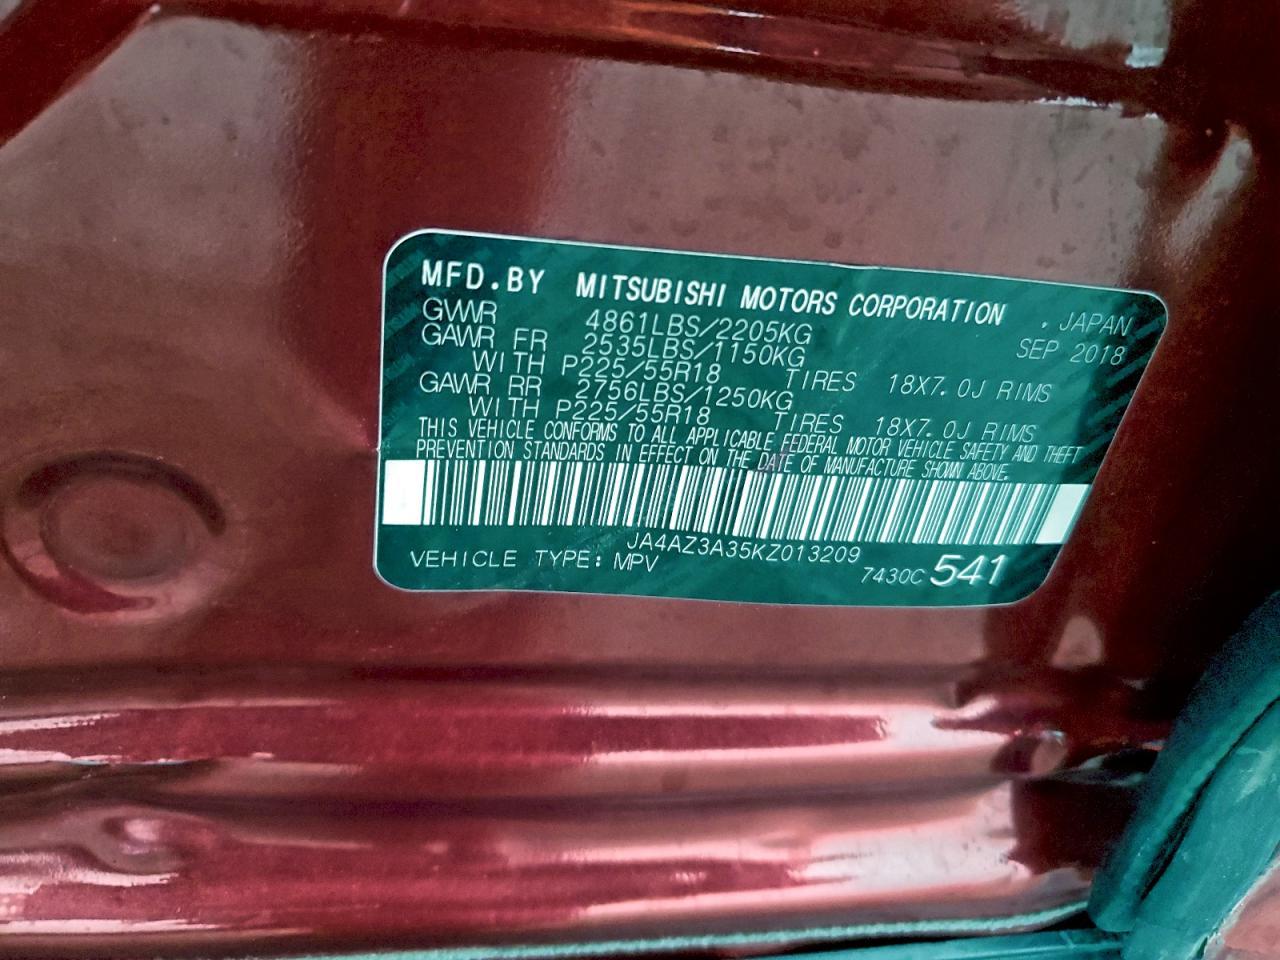 MFD.BY MITSUBISHI MOTORS CORPORATION
, JAPAN
GVWR 4861LBS/2205KG SEP 2018
GAWR FR 2535LBS/1150KG
WITH P225/55R18 TIRES 18X7.0J RIMS
GAWR RR 2756LBS/1250KG
WITH P225/55R18 TIRES 18X7.0J RIMS
THIS VEHICLE CONFORMS TO ALL APPLICABLE FEDERAL MOTOR VEHICLE SAFETY AND THEFT
PREVENTION STANDARDS IN EFFECT ON THE DATE OF MANUFACTURE SHOWN ABOVE.
JA4AZ3A35KZ013209
VEHICLE TYPE: MPV 7430C 541